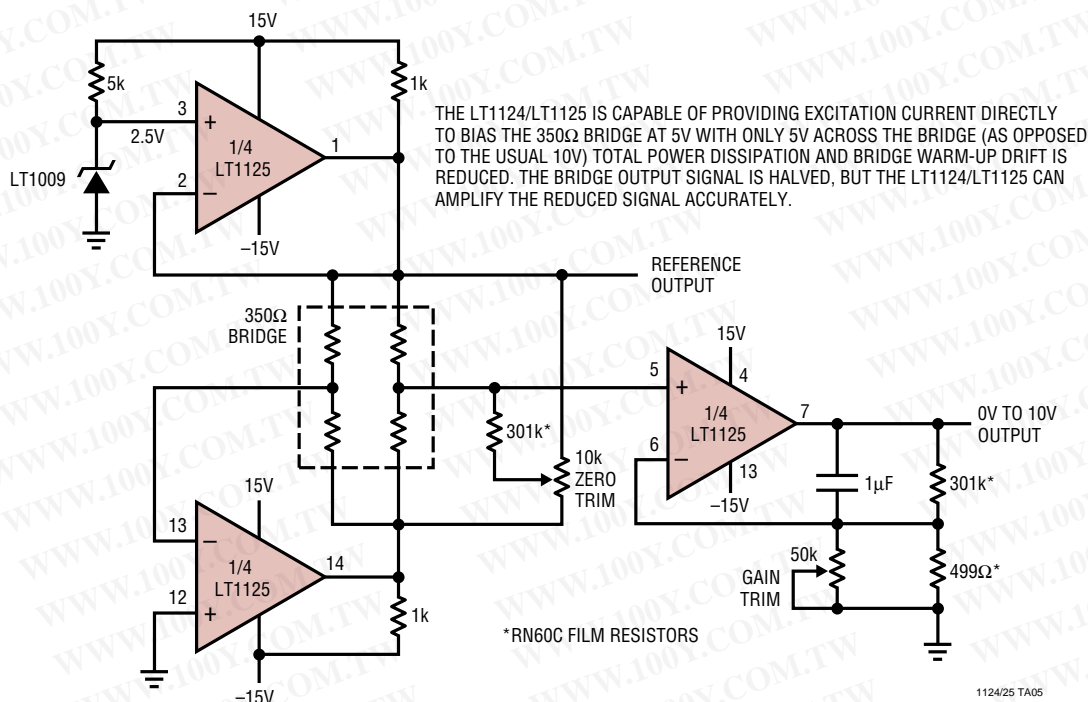 15V
5k
1k
3
+
2.5V
1/4
LT1125
1
LT1009
2
–
–15V
THE LT1124/LT1125 IS CAPABLE OF PROVIDING EXCITATION CURRENT DIRECTLY
TO BIAS THE 350Ω BRIDGE AT 5V WITH ONLY 5V ACROSS THE BRIDGE (AS OPPOSED
TO THE USUAL 10V) TOTAL POWER DISSIPATION AND BRIDGE WARM-UP DRIFT IS
REDUCED. THE BRIDGE OUTPUT SIGNAL IS HALVED, BUT THE LT1124/LT1125 CAN
AMPLIFY THE REDUCED SIGNAL ACCURATELY.
REFERENCE
OUTPUT
350Ω
BRIDGE
301k*
10k
ZERO
TRIM
15V
5
4
+
1/4
LT1125
7
6
–
13
–15V
0V TO 10V
OUTPUT
1µF
301k*
50k
GAIN
TRIM
499Ω*
15V
13
–
1/4
LT1125
14
12
+
1k
–15V
*RN60C FILM RESISTORS
1124/25 TA05
WWW.100Y.COM.TW